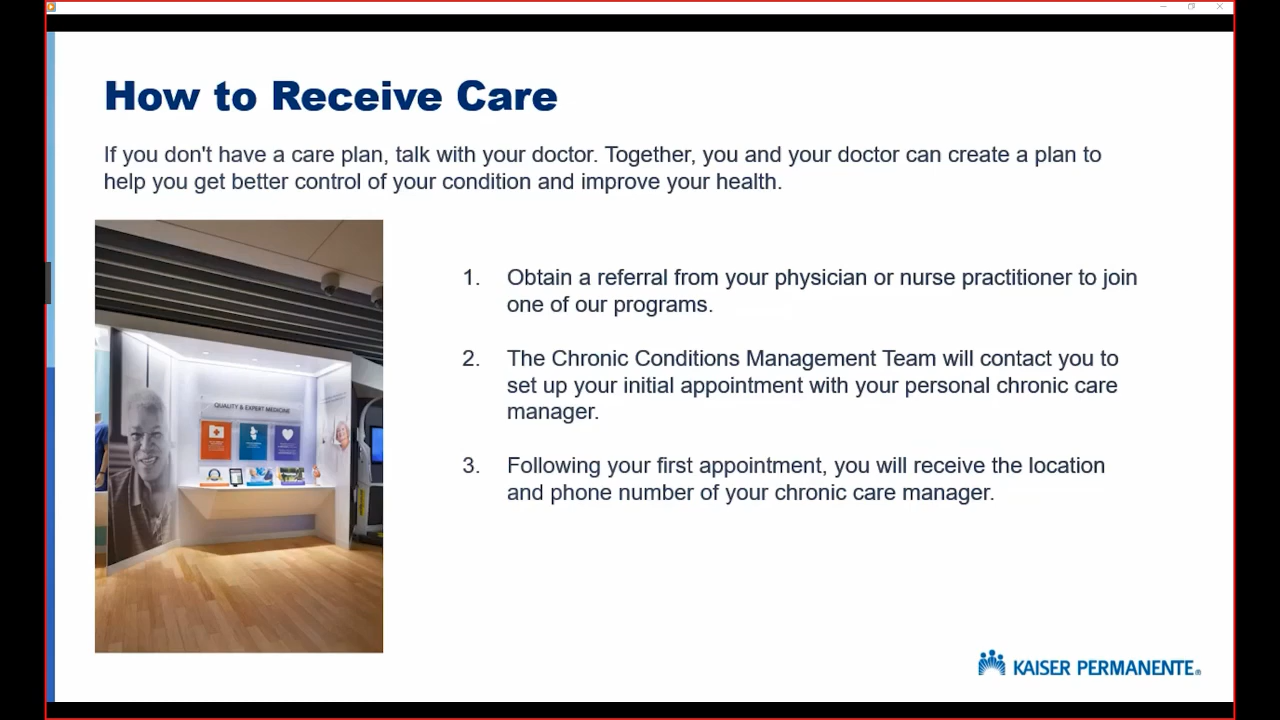 How to Receive Care
If you don't have a care plan, talk with your doctor. Together, you and your doctor can create a plan to
help you get better control of your condition and improve your health.
QUALITY & EXPERT MEDICINE
1. Obtain a referral from your physician or nurse practitioner to join
one of our programs.
2. The Chronic Conditions Management Team will contact you to
set up your initial appointment with your personal chronic care
manager.
3. Following your first appointment, you will receive the location
and phone number of your chronic care manager.
KAISER PERMANENTE®